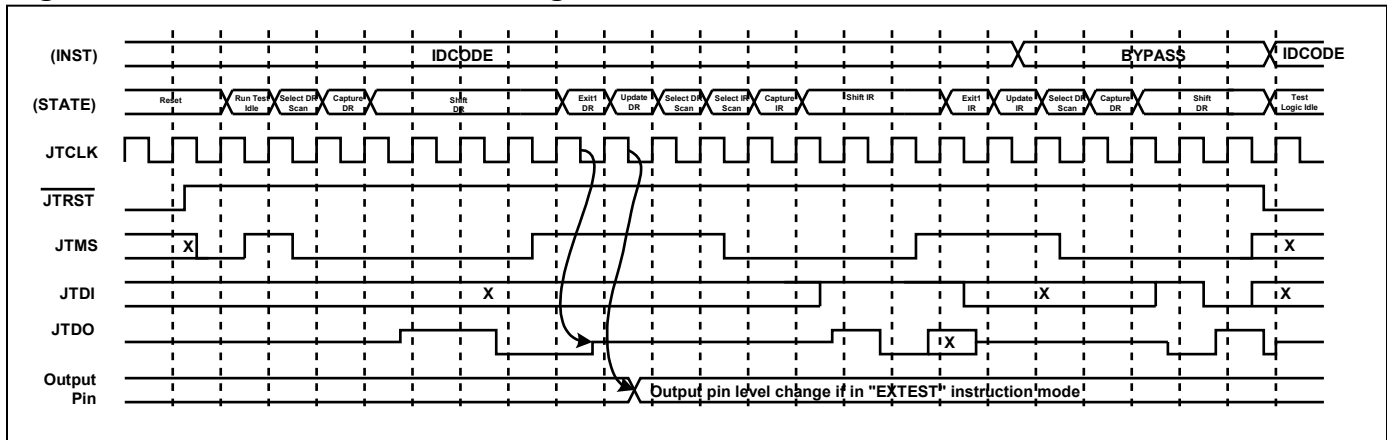 (INST) IDCODE BYPASS IDCODE
(STATE) Reset Run Test Idle Select DR Scan Capture DR Shift DR Exit1 DR Update DR Select DR Scan Select IR Scan Capture IR Shift IR Exit1 IR Update IR Select DR Scan Capture DR Shift DR Test Logic Idle
JTCLK
JTRST
JTMS X X
JTDI X X X
JTDO X
Output Pin Output pin level change if in "EXTEST" instruction mode